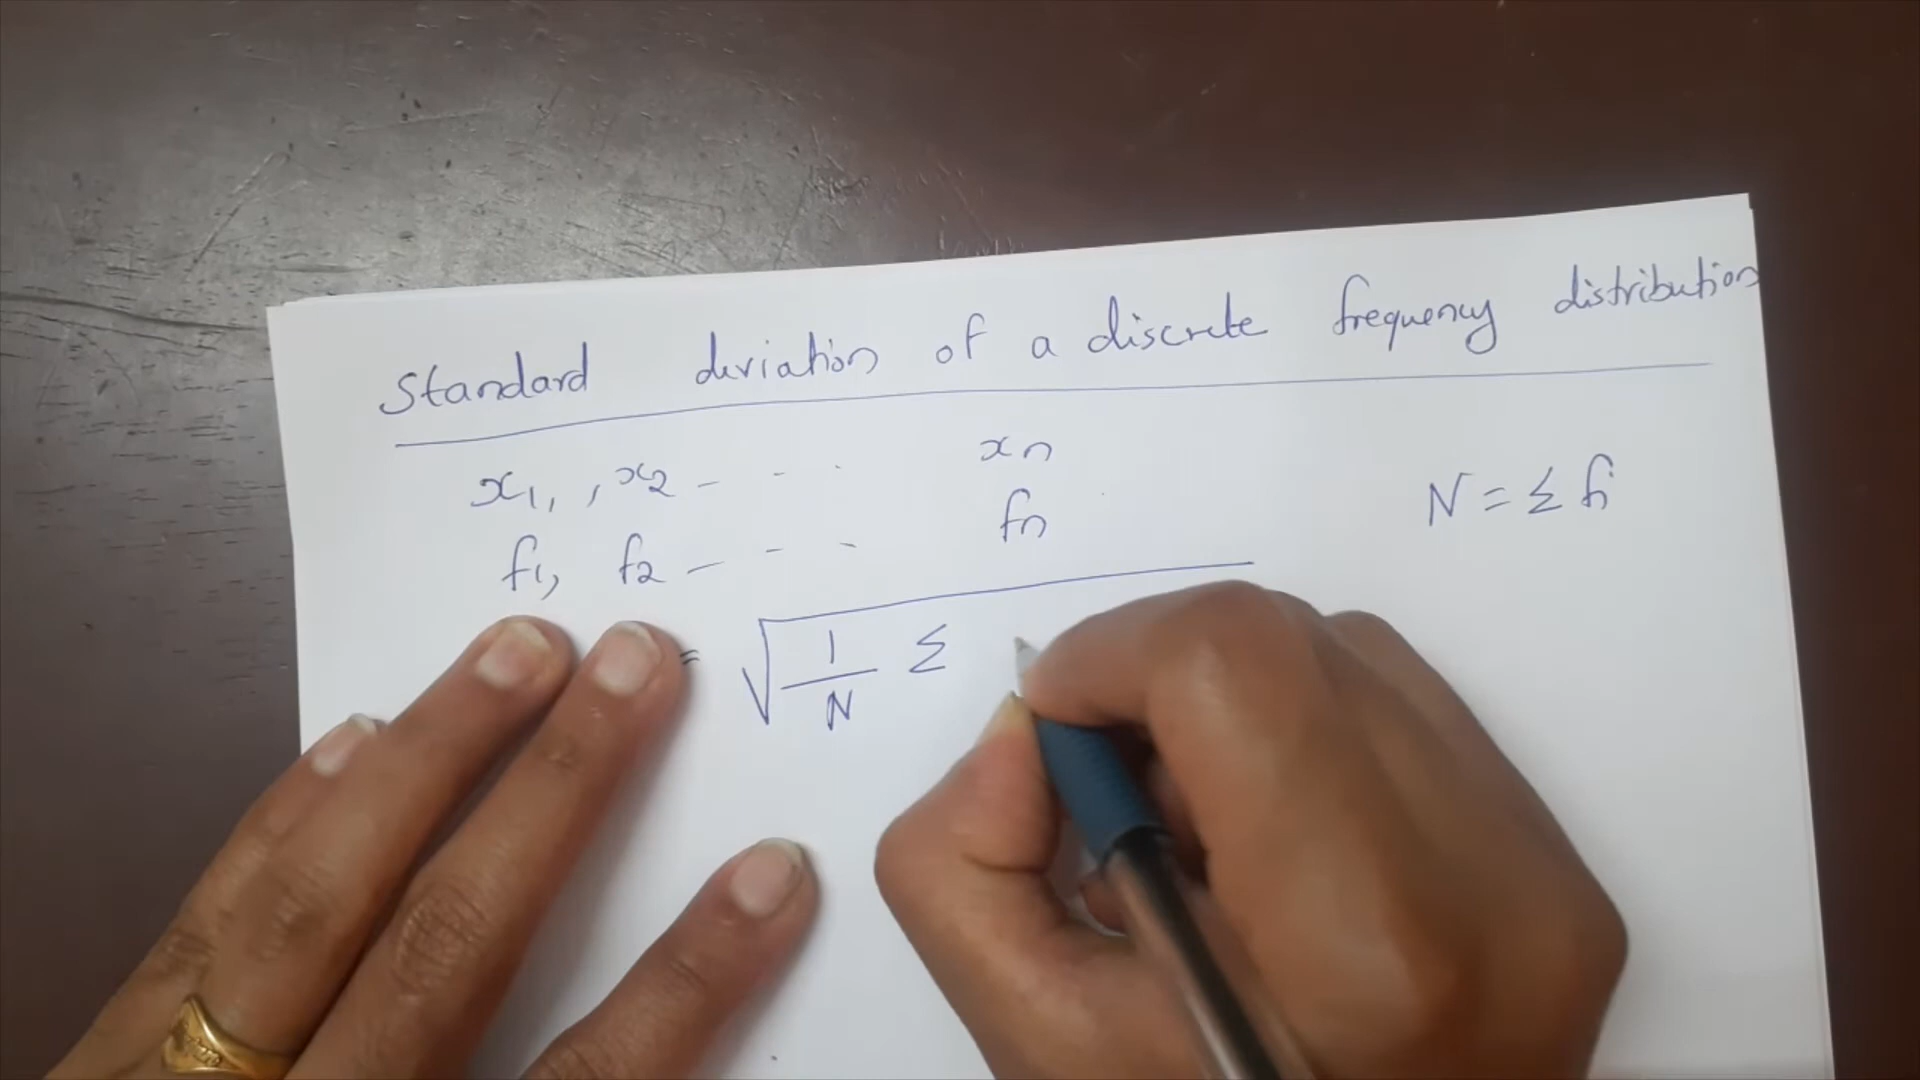 Standard deviation of a discrete frequency distribution
x1, , x2 - - - xn
N = Σ fi
f1, f2 - - - fn
= √ 1/N Σ